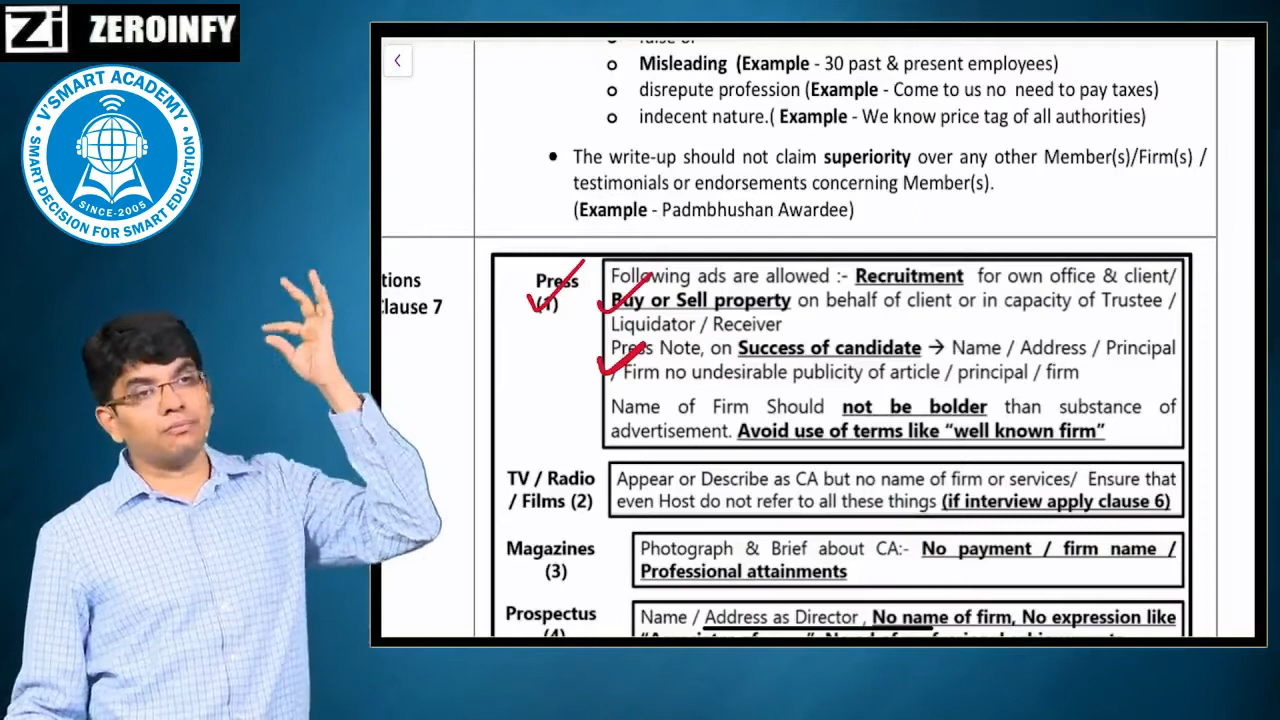 Zi ZEROINFY
V'SMART ACADEMY
SMART DECISION FOR SMART EDUCATION
SINCE-2005
<
o Misleading (Example - 30 past & present employees)
o disrepute profession (Example - Come to us no need to pay taxes)
o indecent nature.( Example - We know price tag of all authorities)
• The write-up should not claim superiority over any other Member(s)/Firm(s) /
testimonials or endorsements concerning Member(s).
(Example - Padmbhushan Awardee)
tions
Clause 7
Press
(1)
Following ads are allowed :- Recruitment for own office & client/
Buy or Sell property on behalf of client or in capacity of Trustee /
Liquidator / Receiver
Press Note, on Success of candidate → Name / Address / Principal
/ Firm no undesirable publicity of article / principal / firm
Name of Firm Should not be bolder than substance of
advertisement. Avoid use of terms like “well known firm”
TV / Radio
/ Films (2)
Appear or Describe as CA but no name of firm or services/ Ensure that
even Host do not refer to all these things (if interview apply clause 6)
Magazines
(3)
Photograph & Brief about CA:- No payment / firm name /
Professional attainments
Prospectus
Name / Address as Director , No name of firm, No expression like